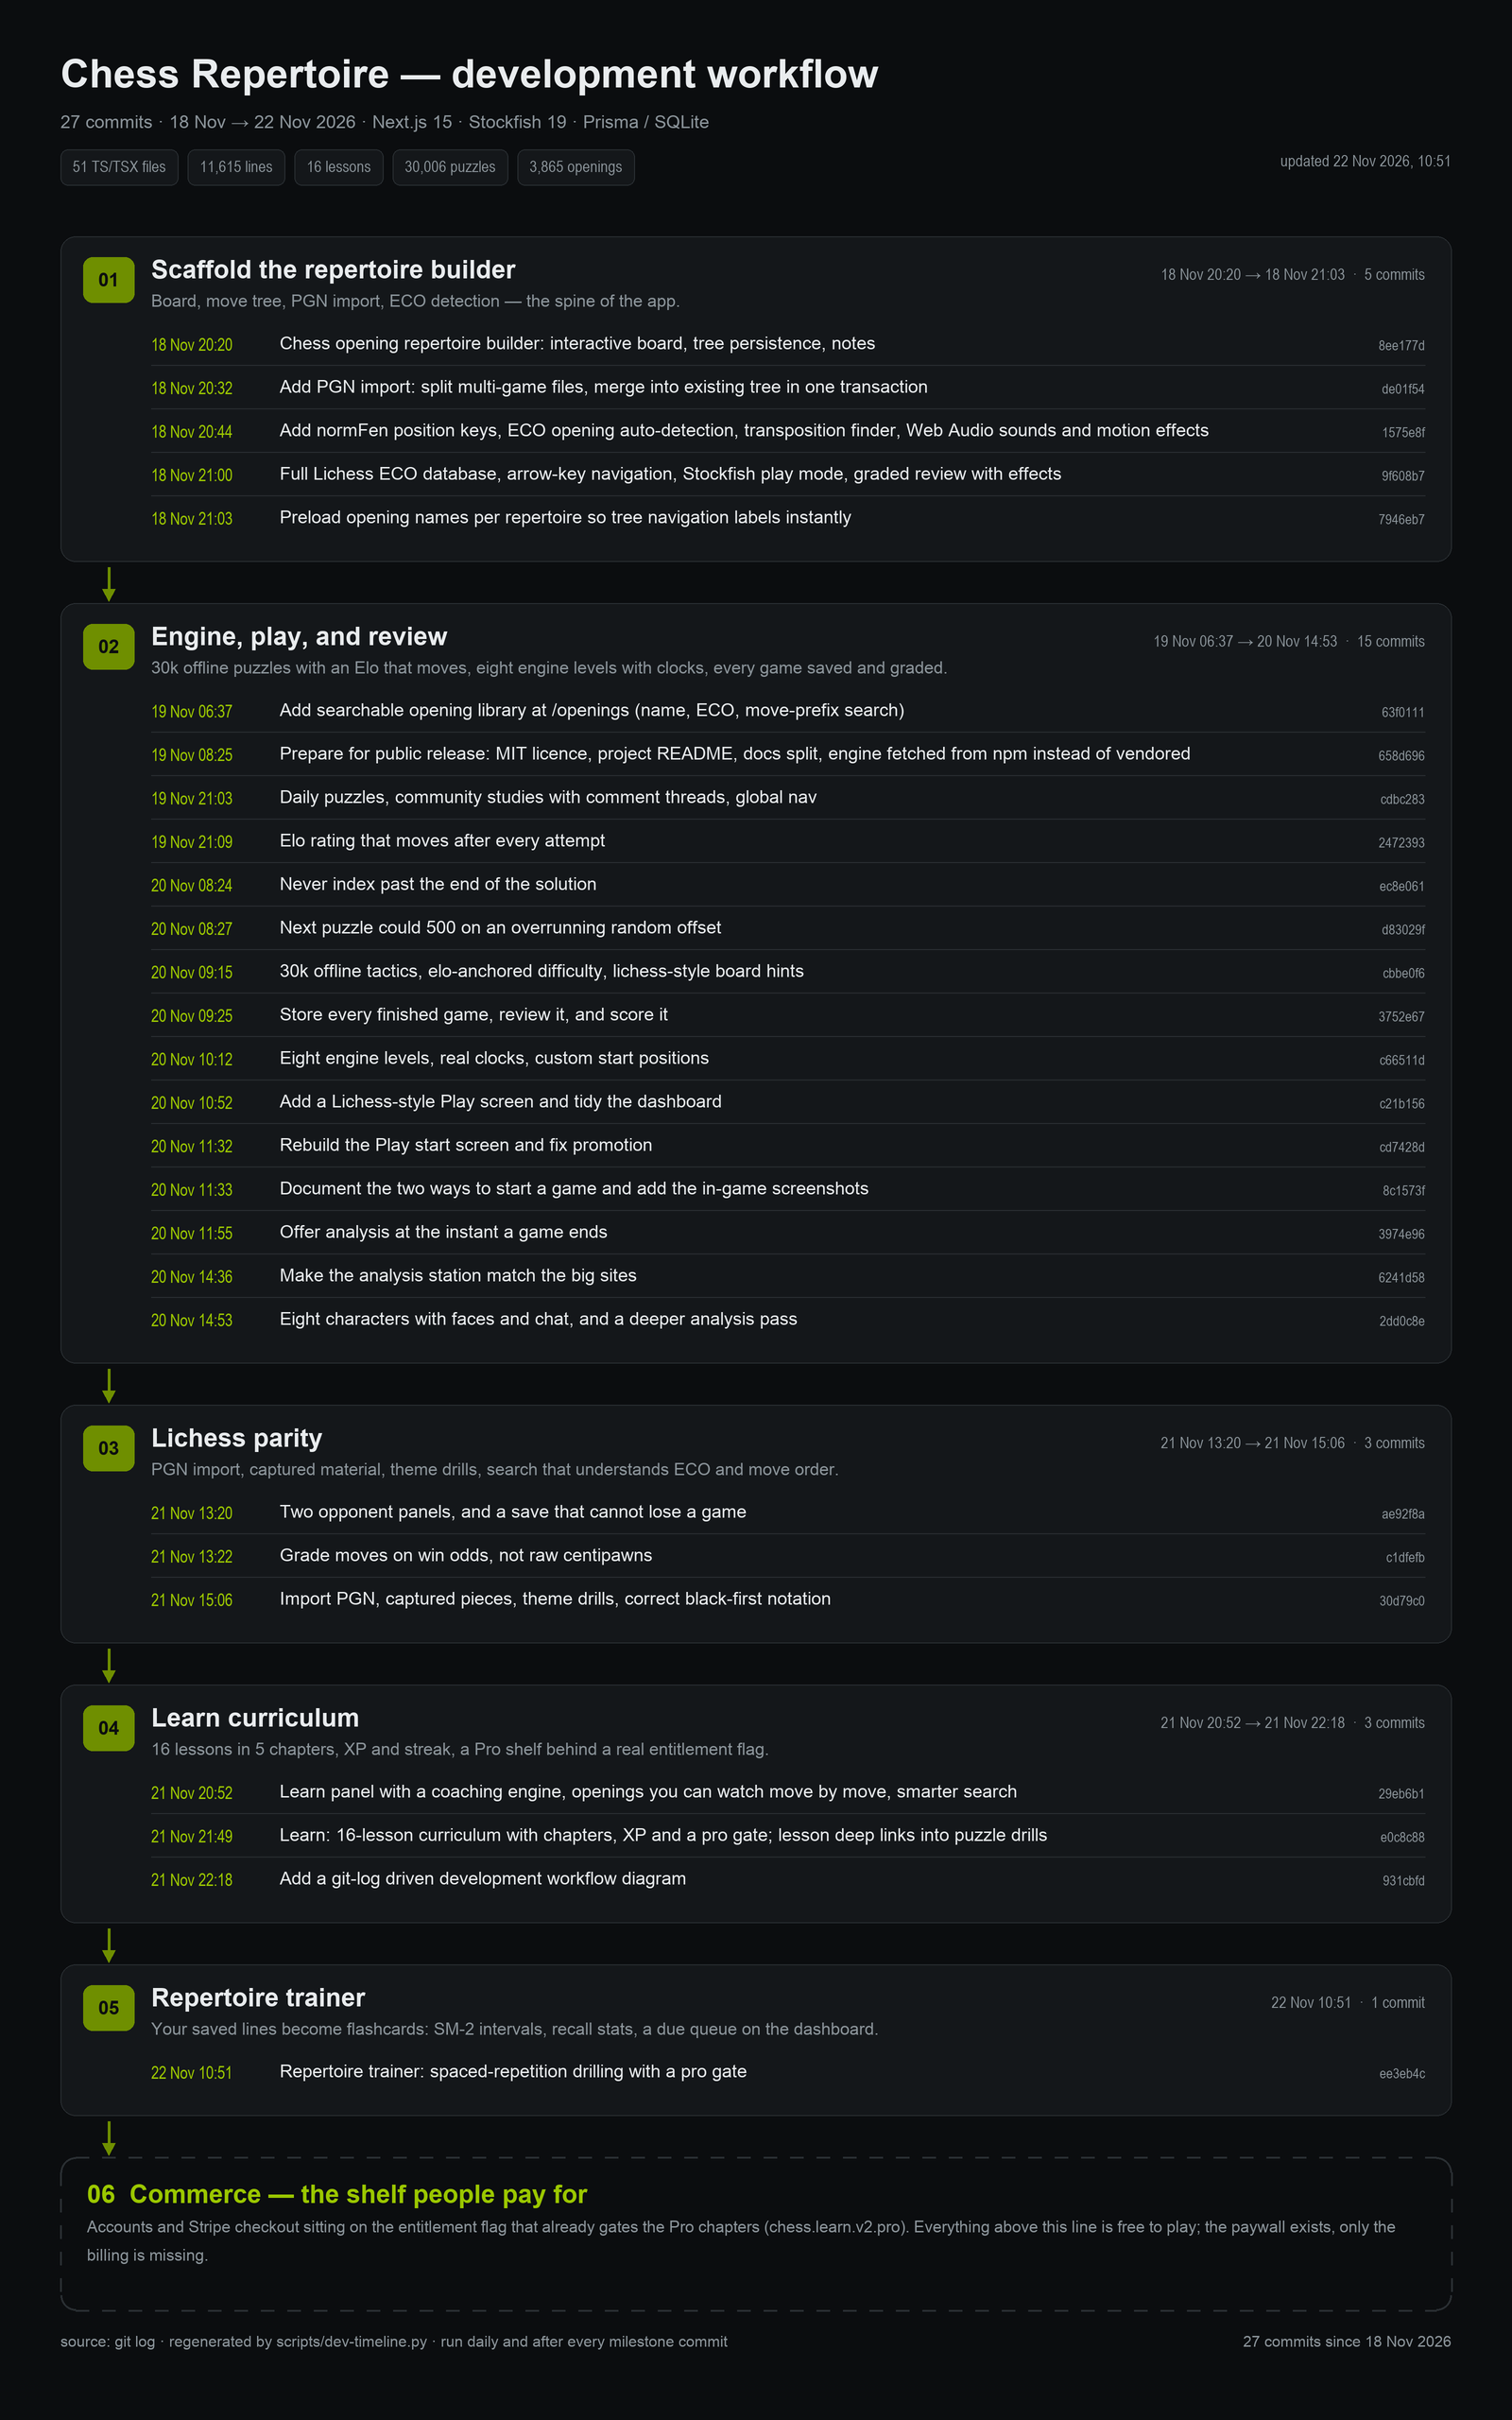 Chess Repertoire — development workflow
27 commits · 18 Nov → 22 Nov 2026 · Next.js 15 · Stockfish 19 · Prisma / SQLite
51 TS/TSX files 11,615 lines 16 lessons 30,006 puzzles 3,865 openings updated 22 Nov 2026, 10:51
01 Scaffold the repertoire builder 18 Nov 20:20 → 18 Nov 21:03 · 5 commits
Board, move tree, PGN import, ECO detection — the spine of the app.
18 Nov 20:20 Chess opening repertoire builder: interactive board, tree persistence, notes 8ee177d
18 Nov 20:32 Add PGN import: split multi-game files, merge into existing tree in one transaction de01f54
18 Nov 20:44 Add normFen position keys, ECO opening auto-detection, transposition finder, Web Audio sounds and motion effects 1575e8f
18 Nov 21:00 Full Lichess ECO database, arrow-key navigation, Stockfish play mode, graded review with effects 9f608b7
18 Nov 21:03 Preload opening names per repertoire so tree navigation labels instantly 7946eb7
02 Engine, play, and review 19 Nov 06:37 → 20 Nov 14:53 · 15 commits
30k offline puzzles with an Elo that moves, eight engine levels with clocks, every game saved and graded.
19 Nov 06:37 Add searchable opening library at /openings (name, ECO, move-prefix search) 63f0111
19 Nov 08:25 Prepare for public release: MIT licence, project README, docs split, engine fetched from npm instead of vendored 658d696
19 Nov 21:03 Daily puzzles, community studies with comment threads, global nav cdbc283
19 Nov 21:09 Elo rating that moves after every attempt 2472393
20 Nov 08:24 Never index past the end of the solution ec8e061
20 Nov 08:27 Next puzzle could 500 on an overrunning random offset d83029f
20 Nov 09:15 30k offline tactics, elo-anchored difficulty, lichess-style board hints cbbe0f6
20 Nov 09:25 Store every finished game, review it, and score it 3752e67
20 Nov 10:12 Eight engine levels, real clocks, custom start positions c66511d
20 Nov 10:52 Add a Lichess-style Play screen and tidy the dashboard c21b156
20 Nov 11:32 Rebuild the Play start screen and fix promotion cd7428d
20 Nov 11:33 Document the two ways to start a game and add the in-game screenshots 8c1573f
20 Nov 11:55 Offer analysis at the instant a game ends 3974e96
20 Nov 14:36 Make the analysis station match the big sites 6241d58
20 Nov 14:53 Eight characters with faces and chat, and a deeper analysis pass 2dd0c8e
03 Lichess parity 21 Nov 13:20 → 21 Nov 15:06 · 3 commits
PGN import, captured material, theme drills, search that understands ECO and move order.
21 Nov 13:20 Two opponent panels, and a save that cannot lose a game ae92f8a
21 Nov 13:22 Grade moves on win odds, not raw centipawns c1dfefb
21 Nov 15:06 Import PGN, captured pieces, theme drills, correct black-first notation 30d79c0
04 Learn curriculum 21 Nov 20:52 → 21 Nov 22:18 · 3 commits
16 lessons in 5 chapters, XP and streak, a Pro shelf behind a real entitlement flag.
21 Nov 20:52 Learn panel with a coaching engine, openings you can watch move by move, smarter search 29eb6b1
21 Nov 21:49 Learn: 16-lesson curriculum with chapters, XP and a pro gate; lesson deep links into puzzle drills e0c8c88
21 Nov 22:18 Add a git-log driven development workflow diagram 931cbfd
05 Repertoire trainer 22 Nov 10:51 · 1 commit
Your saved lines become flashcards: SM-2 intervals, recall stats, a due queue on the dashboard.
22 Nov 10:51 Repertoire trainer: spaced-repetition drilling with a pro gate ee3eb4c
06 Commerce — the shelf people pay for
Accounts and Stripe checkout sitting on the entitlement flag that already gates the Pro chapters (chess.learn.v2.pro). Everything above this line is free to play; the paywall exists, only the
billing is missing.
source: git log · regenerated by scripts/dev-timeline.py · run daily and after every milestone commit 27 commits since 18 Nov 2026